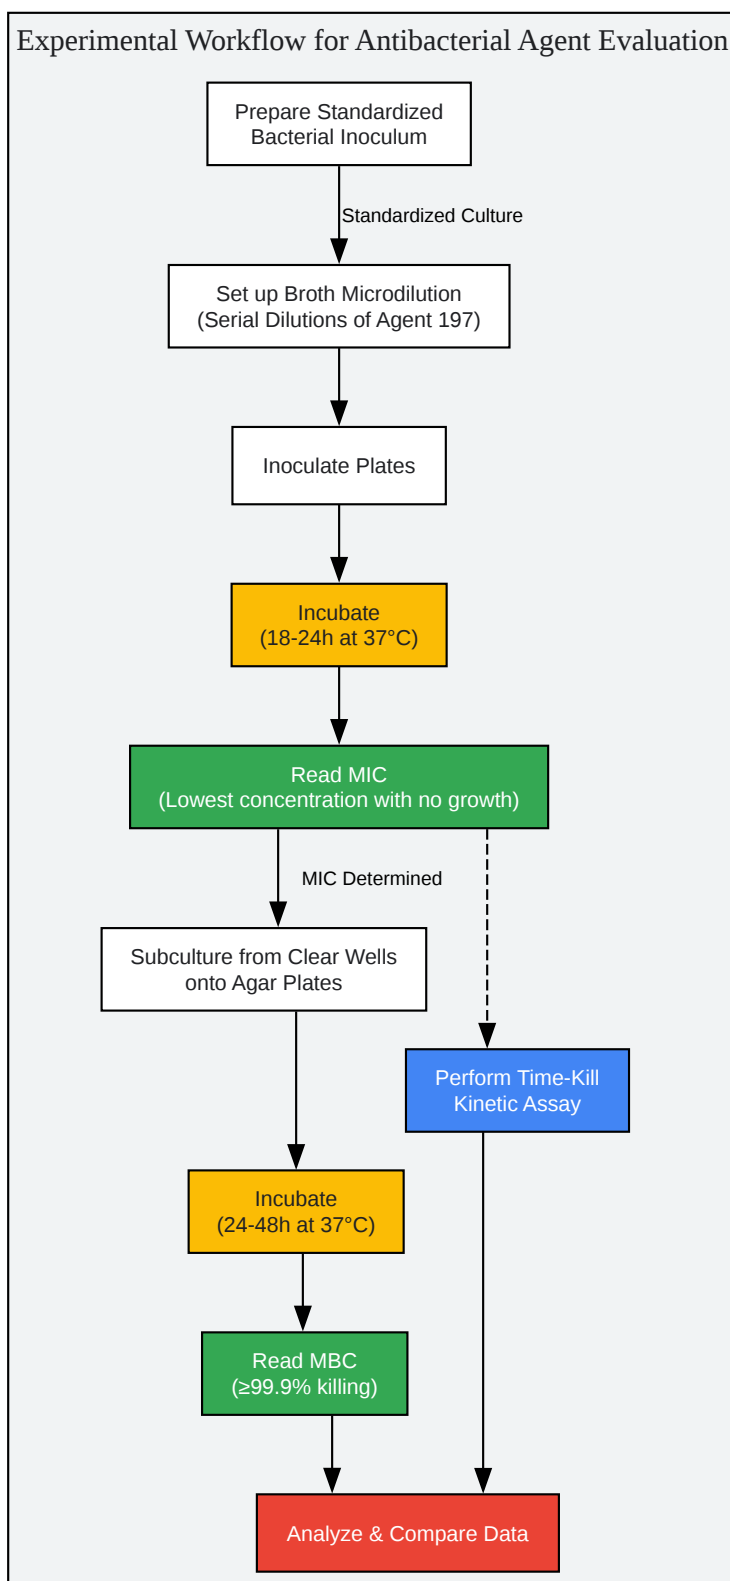 Experimental Workflow for Antibacterial Agent Evaluation
Prepare Standardized
Bacterial Inoculum
Standardized Culture
Set up Broth Microdilution
(Serial Dilutions of Agent 197)
Inoculate Plates
Incubate
(18-24h at 37°C)
Read MIC
(Lowest concentration with no growth)
MIC Determined
Subculture from Clear Wells
onto Agar Plates
Perform Time-Kill
Kinetic Assay
Incubate
(24-48h at 37°C)
Read MBC
(≥99.9% killing)
Analyze & Compare Data